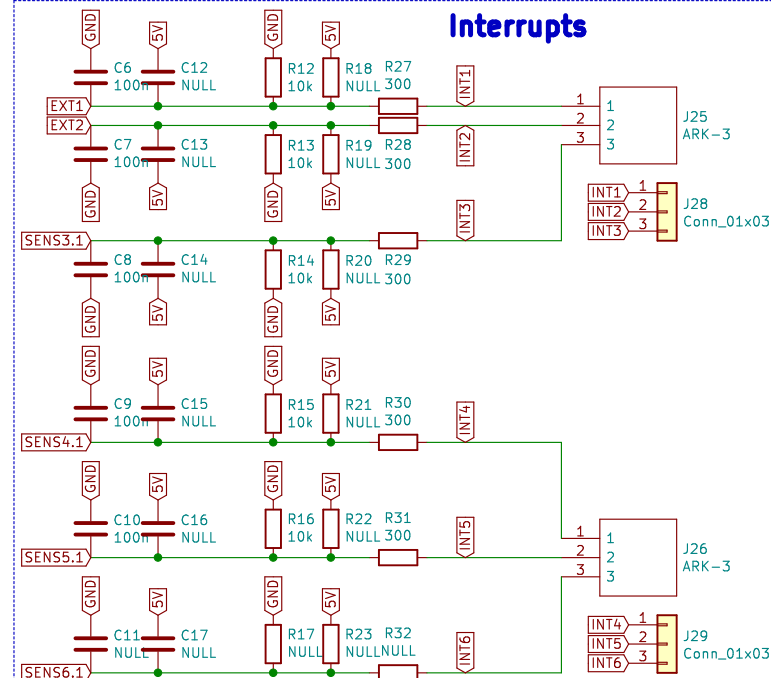 Interrupts
GND 5V GND 5V
C6 C12 R12 R18 R27
100n NULL 10k NULL 300
INT1
EXT1
EXT2
1 1
2 2
3 3
J25
ARK-3
C7 C13 R13 R19 R28
100n NULL 10k NULL 300
INT2
GND 5V GND 5V
INT1 1
INT2 2
INT3 3
J28
Conn_01x03
INT3
SENS3.1
C8 C14 R14 R20 R29
100n NULL 10k NULL 300
GND 5V GND 5V
GND 5V GND 5V
C9 C15 R15 R21 R30
100n NULL 10k NULL 300
INT4
SENS4.1
GND 5V GND 5V
C10 C16 R16 R22 R31
100n NULL 10k NULL 300
INT5
SENS5.1
1 1
2 2
3 3
J26
ARK-3
GND 5V GND 5V
C11 C17 R17 R23 R32
NULL NULL NULL NULL NULL
INT6
SENS6.1
INT4 1
INT5 2
INT6 3
J29
Conn_01x03